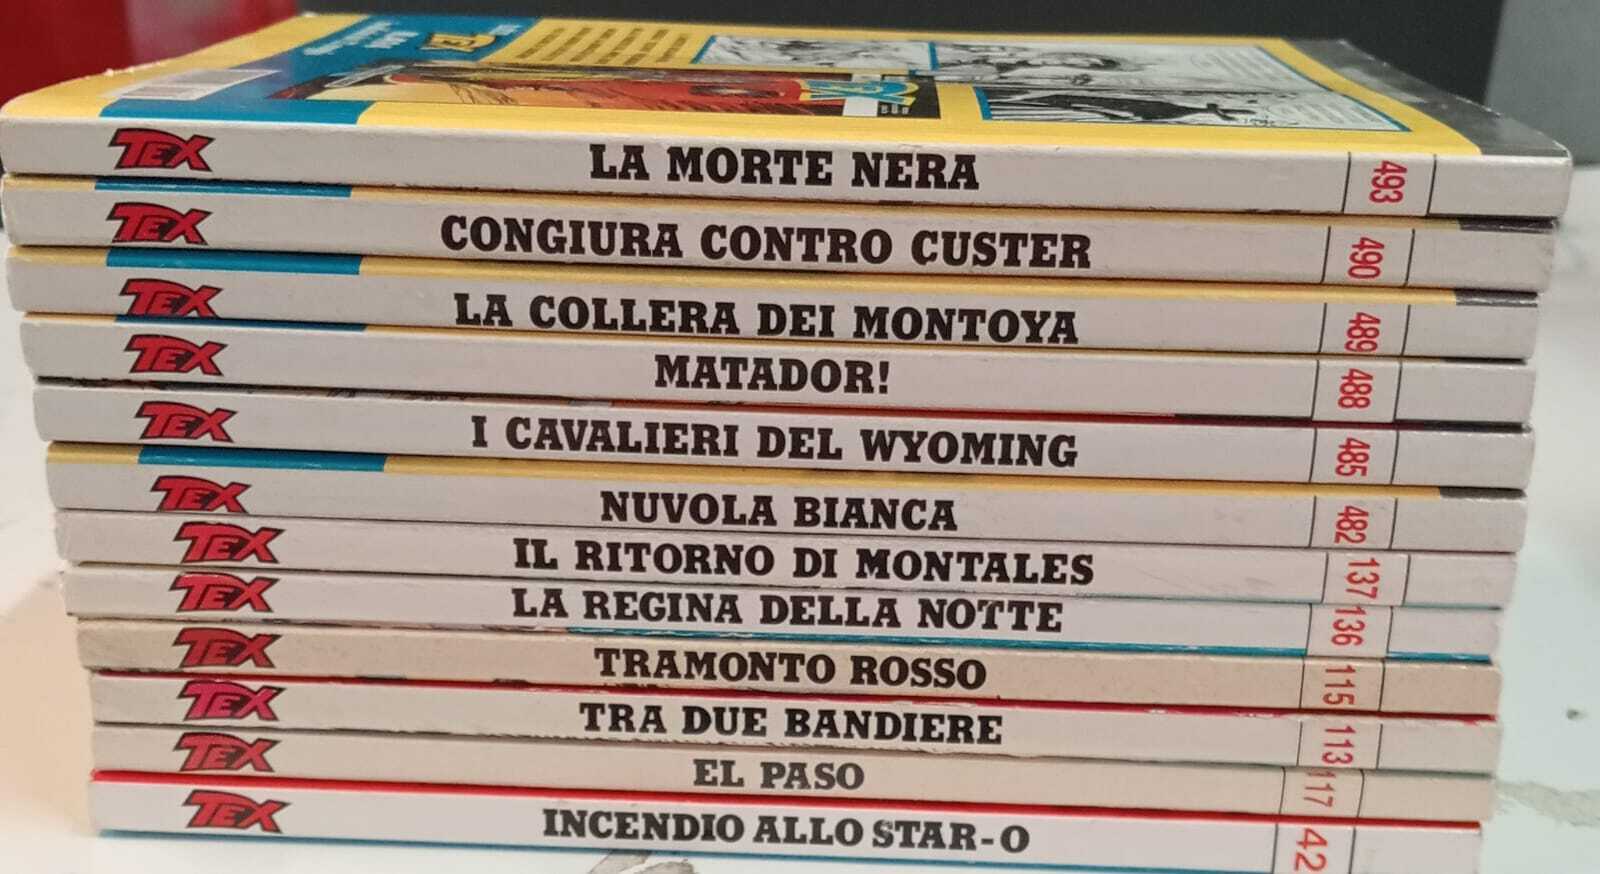 TEX LA MORTE NERA 493
TEX CONGIURA CONTRO CUSTER 490
TEX LA COLLERA DEI MONTOYA 489
TEX MATADOR! 488
TEX I CAVALIERI DEL WYOMING 485
TEX NUVOLA BIANCA 482
TEX IL RITORNO DI MONTALES 137
TEX LA REGINA DELLA NOTTE 136
TEX TRAMONTO ROSSO 115
TEX TRA DUE BANDIERE 113
TEX EL PASO 117
TEX INCENDIO ALLO STAR-O 42